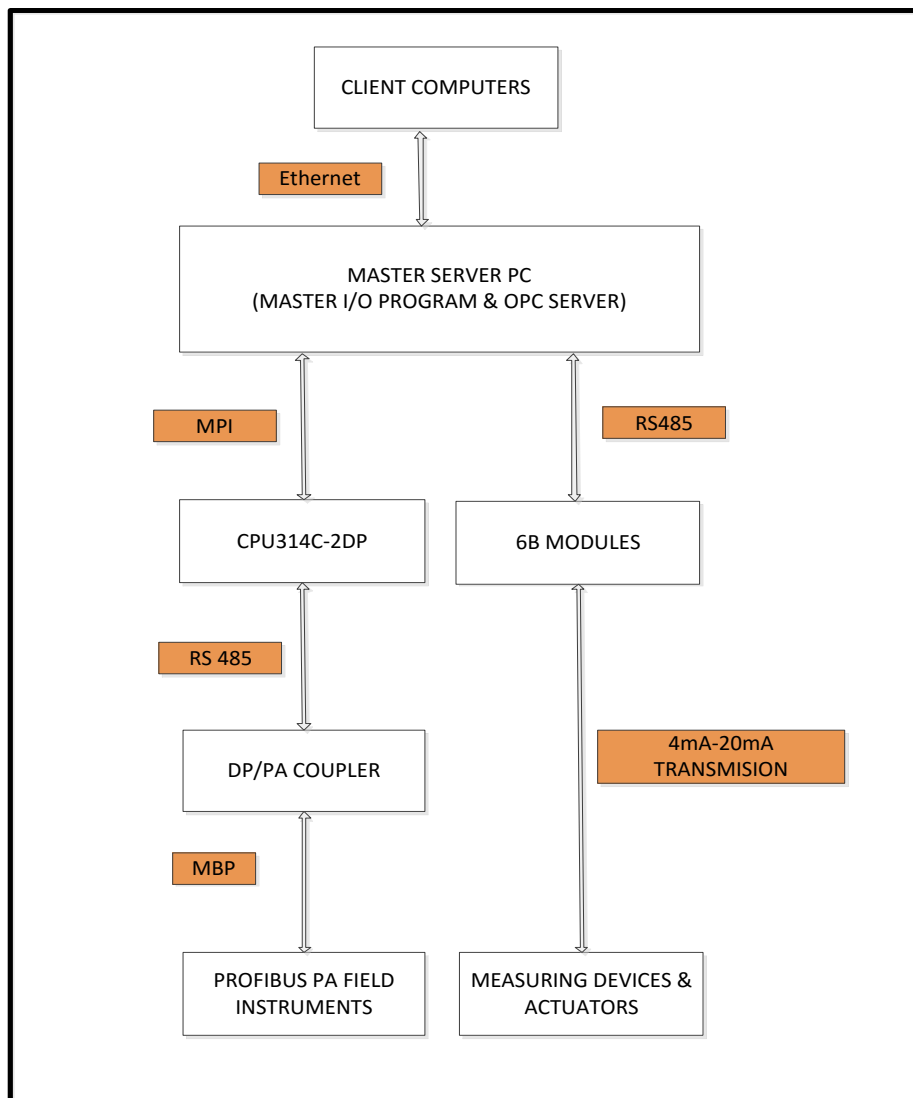 CLIENT COMPUTERS
Ethernet
MASTER SERVER PC
(MASTER I/O PROGRAM & OPC SERVER)
MPI
RS485
CPU314C-2DP
6B MODULES
RS 485
DP/PA COUPLER
4mA-20mA
TRANSMISION
MBP
PROFIBUS PA FIELD
INSTRUMENTS
MEASURING DEVICES &
ACTUATORS